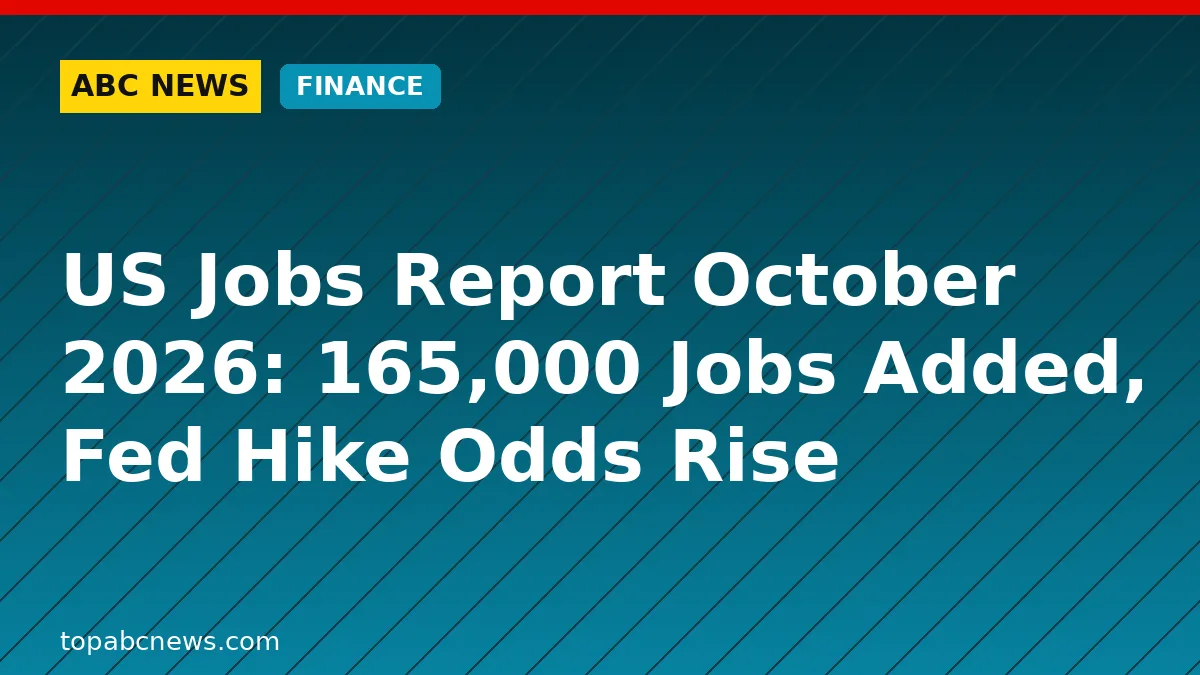 ABC NEWS
FINANCE
US Jobs Report October
2026: 165,000 Jobs Added,
Fed Hike Odds Rise
topabcnews.com